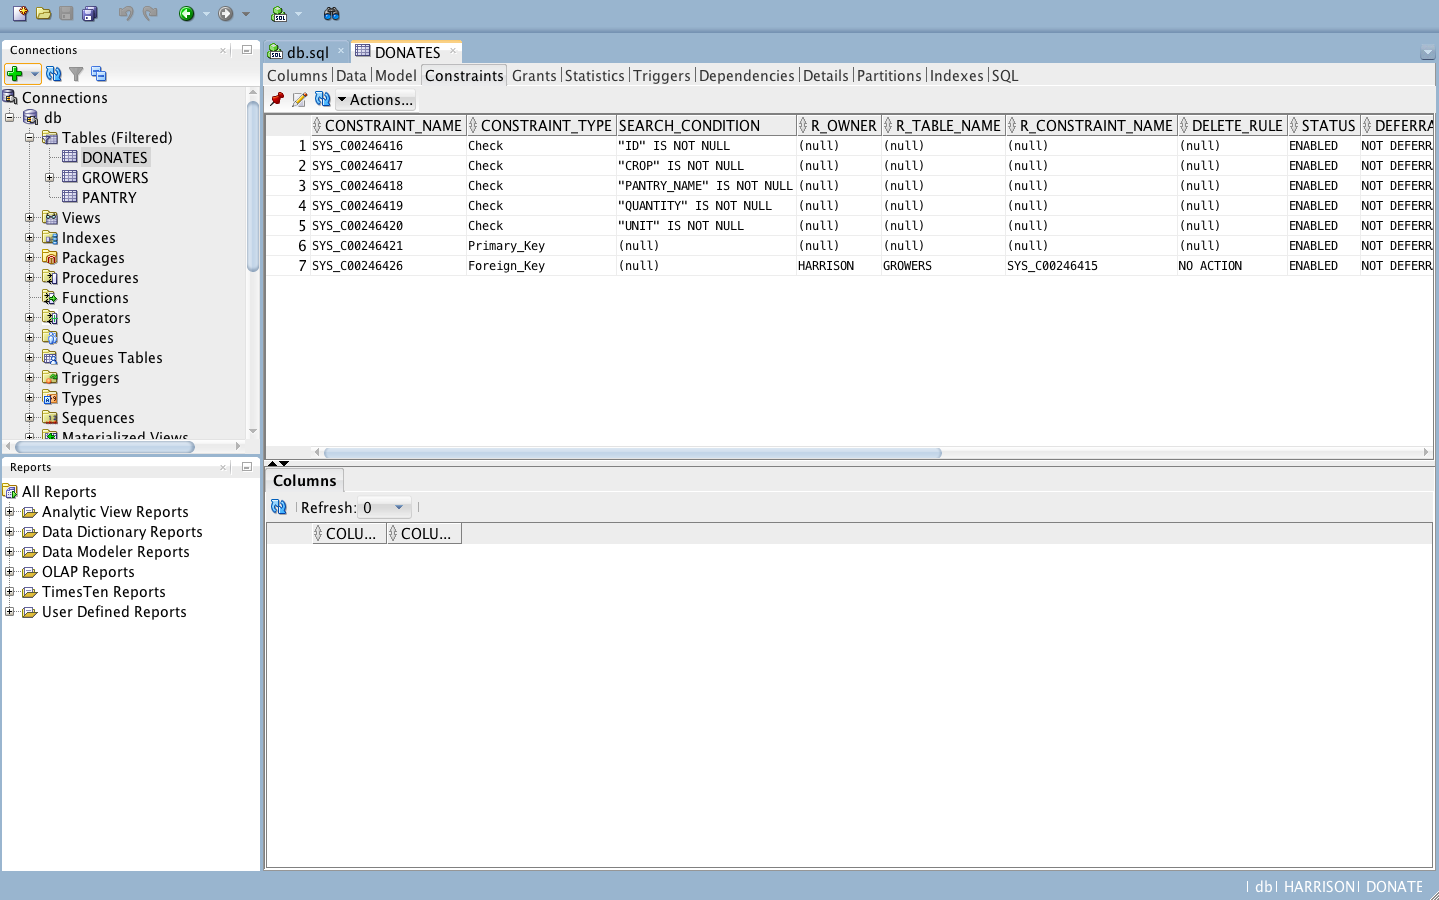 Connections
db.sql
DONATES
Columns Data Model Constraints Grants Statistics Triggers Dependencies Details Partitions Indexes SQL
Actions...
Connections
db
Tables (Filtered)
DONATES
GROWERS
PANTRY
Views
Indexes
Packages
Procedures
Functions
Operators
Queues
Queues Tables
Triggers
Types
Sequences
Materialized Views
CONSTRAINT_NAME CONSTRAINT_TYPE SEARCH_CONDITION R_OWNER R_TABLE_NAME R_CONSTRAINT_NAME DELETE_RULE STATUS DEFERRA
1 SYS_C00246416 Check "ID" IS NOT NULL (null) (null) (null) (null) ENABLED NOT DEFERRA
2 SYS_C00246417 Check "CROP" IS NOT NULL (null) (null) (null) (null) ENABLED NOT DEFERRA
3 SYS_C00246418 Check "PANTRY_NAME" IS NOT NULL (null) (null) (null) (null) ENABLED NOT DEFERRA
4 SYS_C00246419 Check "QUANTITY" IS NOT NULL (null) (null) (null) (null) ENABLED NOT DEFERRA
5 SYS_C00246420 Check "UNIT" IS NOT NULL (null) (null) (null) (null) ENABLED NOT DEFERRA
6 SYS_C00246421 Primary_Key (null) (null) (null) (null) (null) ENABLED NOT DEFERRA
7 SYS_C00246426 Foreign_Key (null) HARRISON GROWERS SYS_C00246415 NO ACTION ENABLED NOT DEFERRA
Reports
All Reports
Analytic View Reports
Data Dictionary Reports
Data Modeler Reports
OLAP Reports
TimesTen Reports
User Defined Reports
Columns
Refresh: 0
COLU... COLU...
db HARRISON DONATE